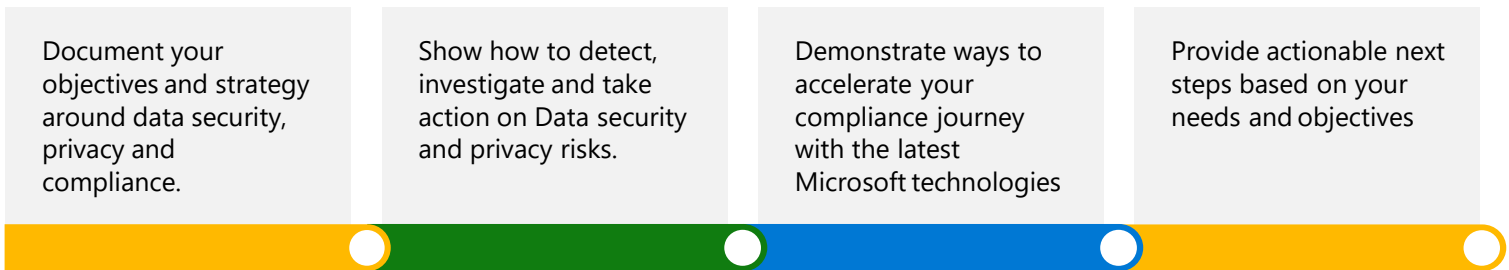 Document your
objectives and strategy
around data security,
privacy and
compliance.
Show how to detect,
investigate and take
action on Data security
and privacy risks.
Demonstrate ways to
accelerate your
compliance journey
with the latest
Microsoft technologies
Provide actionable next
steps based on your
needs and objectives